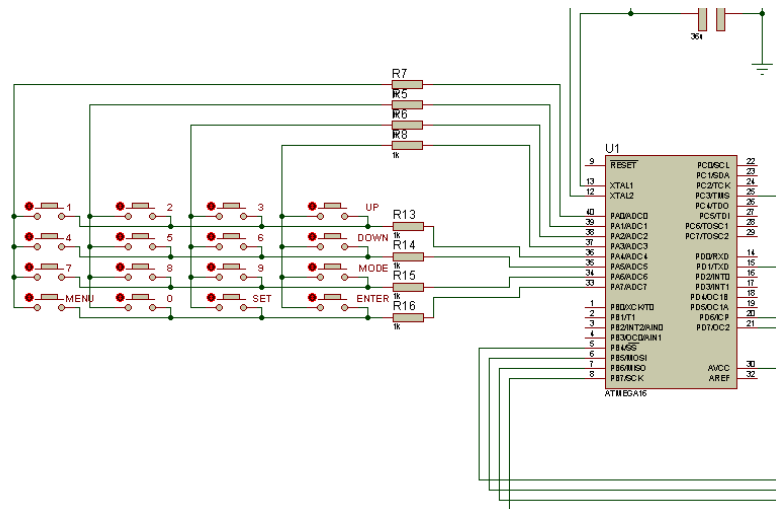 36k
R7
R5
R6
R8
1k
U1
ATMEGA16
9 RESET
13 XTAL1
12 XTAL2
40 PA0/ADC0
39 PA1/ADC1
38 PA2/ADC2
37 PA3/ADC3
36 PA4/ADC4
35 PA5/ADC5
34 PA6/ADC6
33 PA7/ADC7
1 PB0/XCK/T0
2 PB1/T1
3 PB2/INT2/AIN0
4 PB3/OC0/AIN1
5 PB4/SS
6 PB5/MOSI
7 PB6/MISO
8 PB7/SCK
PC0/SCL 22
PC1/SDA 23
PC2/TCK 24
PC3/TMS 25
PC4/TDO 26
PC5/TDI 27
PC6/TOSC1 28
PC7/TOSC2 29
PD0/RXD 14
PD1/TXD 15
PD2/INT0 16
PD3/INT1 17
PD4/OC1B 18
PD5/OC1A 19
PD6/ICP 20
PD7/OC2 21
AVCC 30
AREF 32
1 2 3 UP
R13
1k
4 5 6 DOWN
R14
1k
7 8 9 MODE
R15
1k
MENU 0 SET ENTER
R16
1k